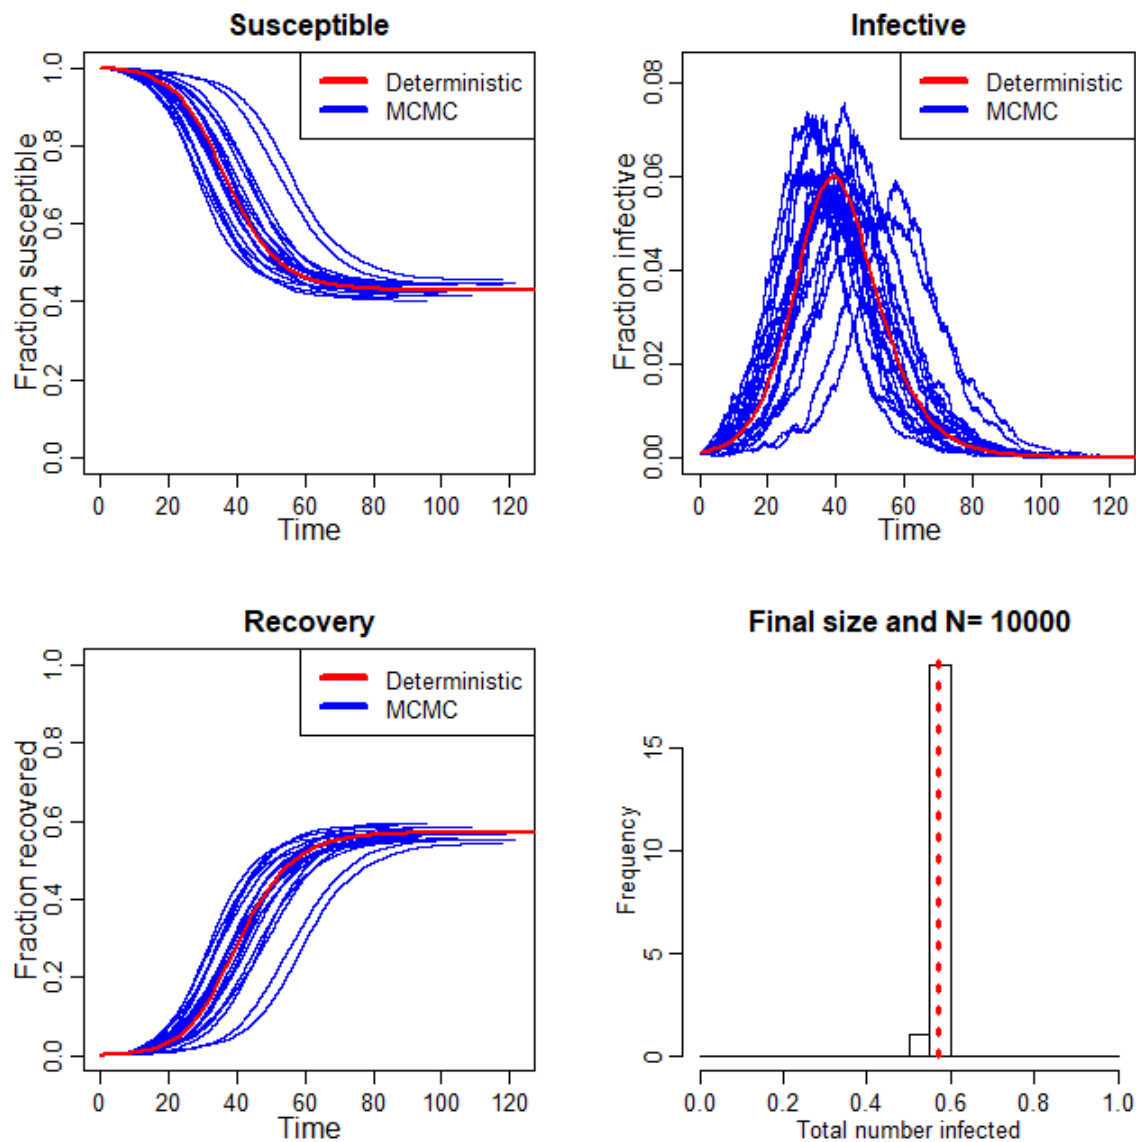 Susceptible
Deterministic
MCMC
Fraction susceptible
1.0
0.8
0.6
0.4
0.2
0.0
0 20 40 60 80 100 120
Time
Infective
Deterministic
MCMC
Fraction infective
0.08
0.06
0.04
0.02
0.00
0 20 40 60 80 100 120
Time
Recovery
Deterministic
MCMC
Fraction recovered
1.0
0.8
0.6
0.4
0.2
0.0
0 20 40 60 80 100 120
Time
Final size and N= 10000
Frequency
15
10
5
0
0.0 0.2 0.4 0.6 0.8 1.0
Total number infected